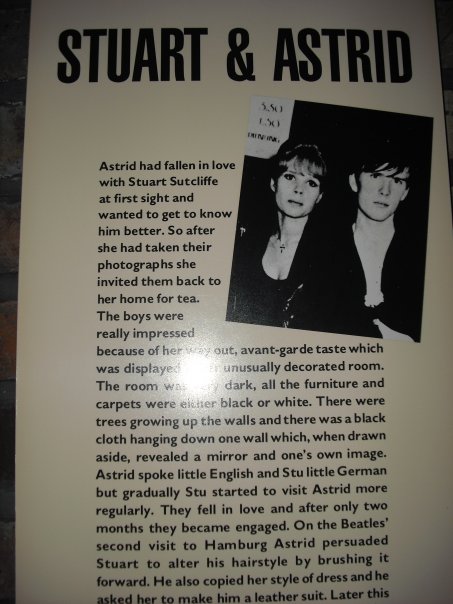 STUART & ASTRID
3.50
1.50
Astrid had fallen in love
with Stuart Sutcliffe
at first sight and
wanted to get to know
him better. So after
she had taken their
photographs she
invited them back to
her home for tea.
The boys were
really impressed
because of her way out, avant-garde taste which
was displayed unusually decorated room.
The room was very dark, all the furniture and
carpets were either black or white. There were
trees growing up the walls and there was a black
cloth hanging down one wall which, when drawn
aside, revealed a mirror and one's own image.
Astrid spoke little English and Stu little German
but gradually Stu started to visit Astrid more
regularly. They fell in love and after only two
months they became engaged. On the Beatles'
second visit to Hamburg Astrid persuaded
Stuart to alter his hairstyle by brushing it
forward. He also copied her style of dress and he
asked her to make him a leather suit. Later this